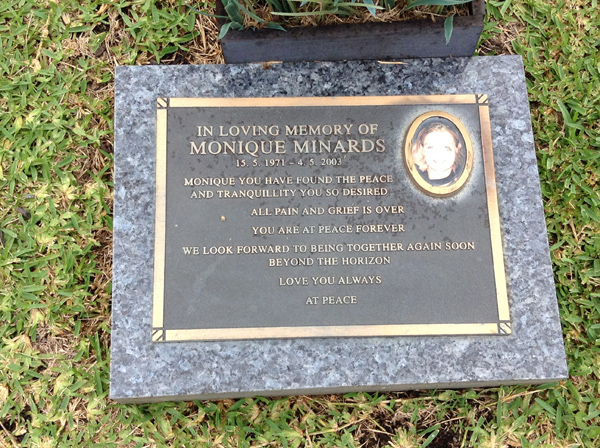 IN LOVING MEMORY OF
MONIQUE MINARDS
15. 5. 1971 - 4. 5. 2003
MONIQUE YOU HAVE FOUND THE PEACE
AND TRANQUILLITY YOU SO DESIRED
ALL PAIN AND GRIEF IS OVER
YOU ARE AT PEACE FOREVER
WE LOOK FORWARD TO BEING TOGETHER AGAIN SOON
BEYOND THE HORIZON
LOVE YOU ALWAYS
AT PEACE